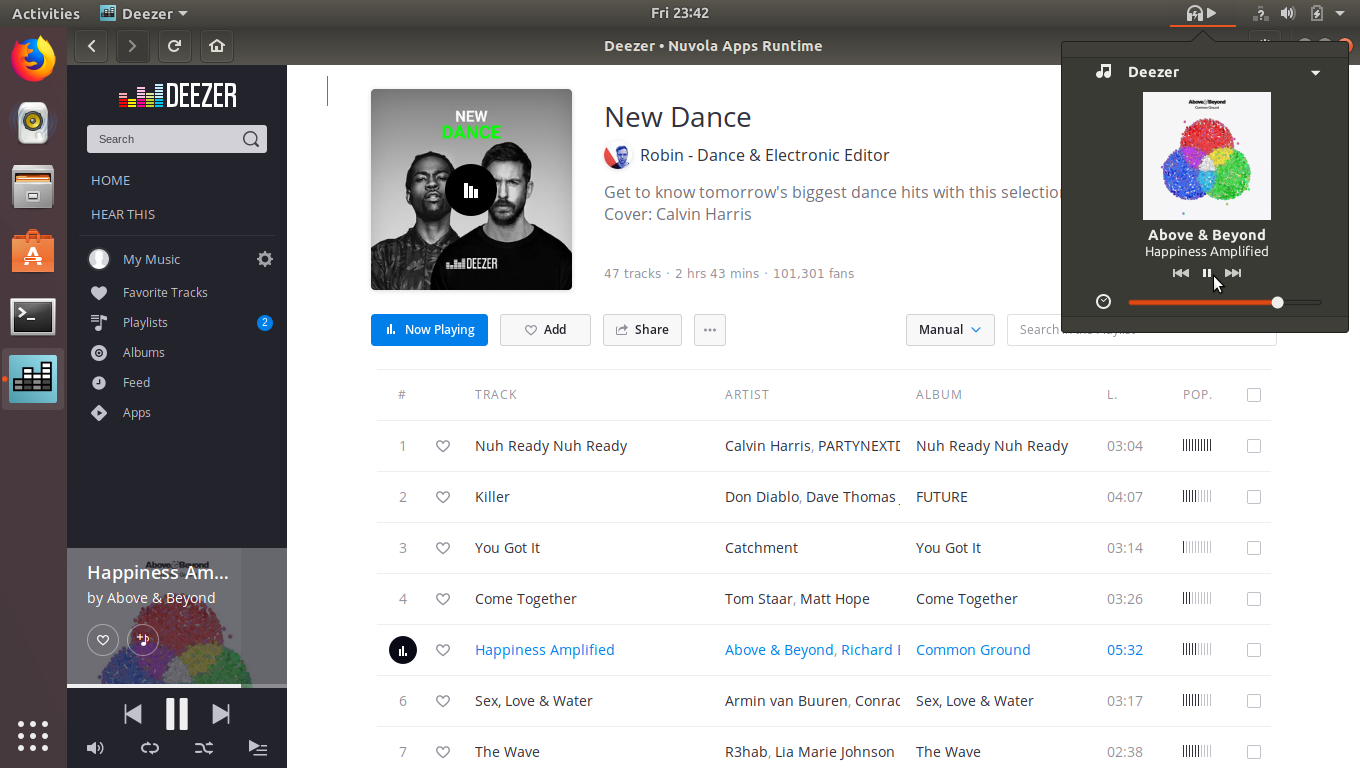 Activities
Deezer
Fri 23:42
Deezer • Nuvola Apps Runtime
DEEZER
Search
HOME
HEAR THIS
My Music
Favorite Tracks
Playlists
2
Albums
Feed
Apps
Happiness Am...
by Above & Beyond
NEW
DANCE
DEEZER
New Dance
Robin - Dance & Electronic Editor
Get to know tomorrow's biggest dance hits with this selection
Cover: Calvin Harris
47 tracks · 2 hrs 43 mins · 101,301 fans
Now Playing
Add
Share
Manual
Search
Deezer
Above & Beyond
Common Ground
Above & Beyond
Happiness Amplified
# TRACK ARTIST ALBUM L. POP.
1 Nuh Ready Nuh Ready Calvin Harris, PARTYNEXTD Nuh Ready Nuh Ready 03:04
2 Killer Don Diablo, Dave Thomas FUTURE 04:07
3 You Got It Catchment You Got It 03:14
4 Come Together Tom Staar, Matt Hope Come Together 03:26
Happiness Amplified Above & Beyond, Richard Common Ground 05:32
6 Sex, Love & Water Armin van Buuren, Conrad Sex, Love & Water 03:17
7 The Wave R3hab, Lia Marie Johnson The Wave 02:38